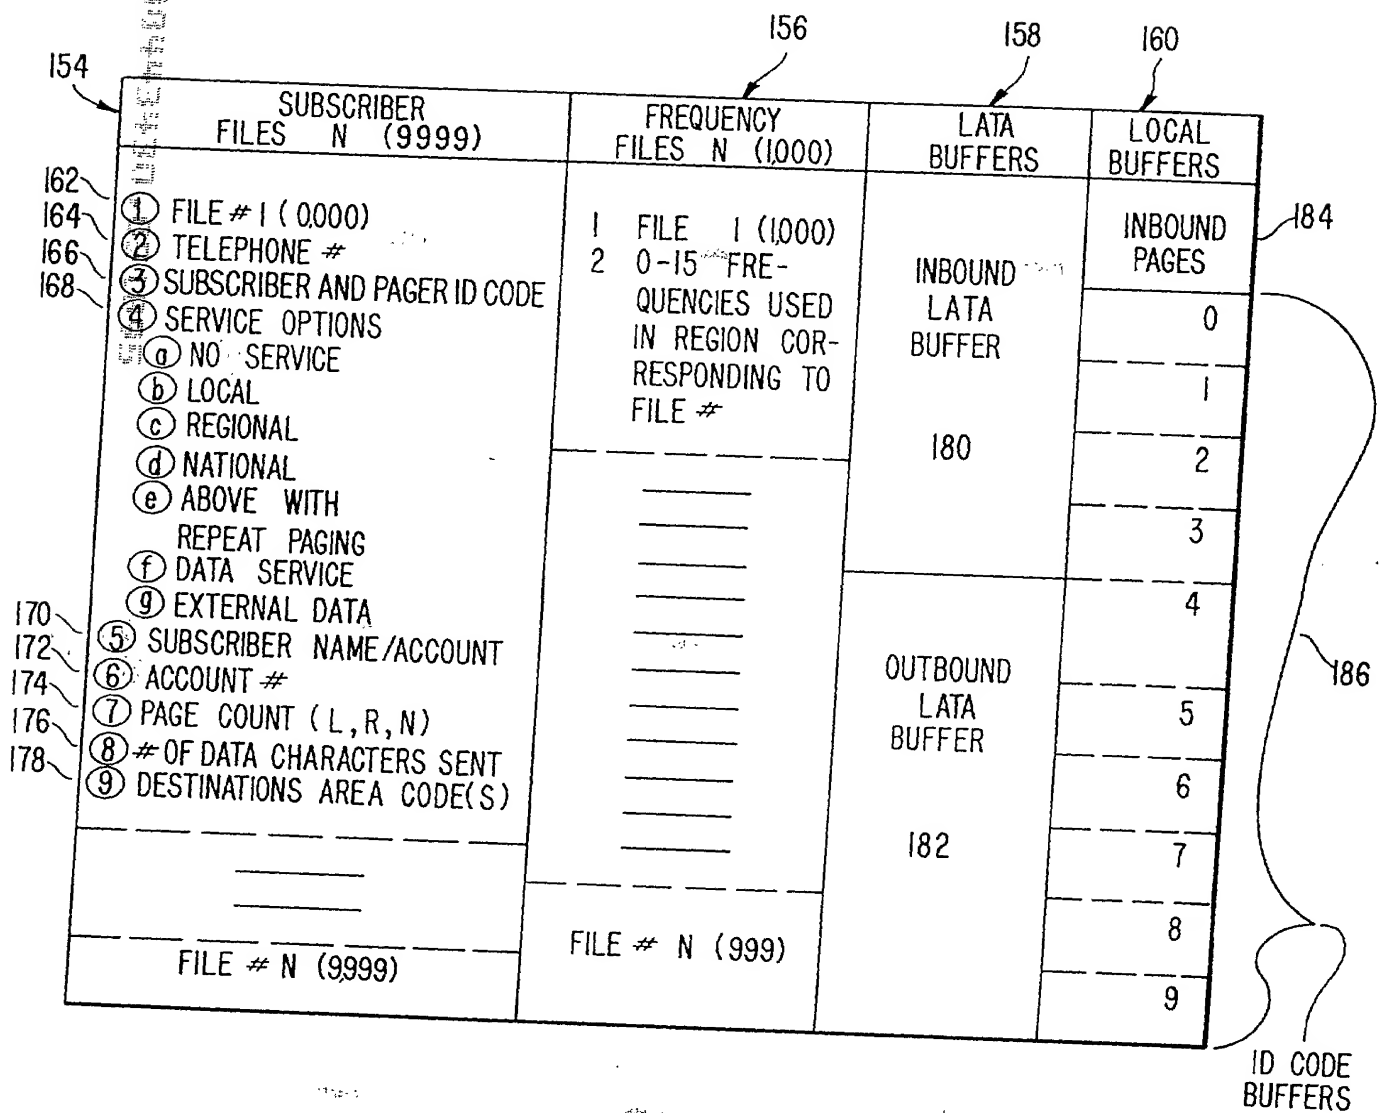 156
158
160
154
SUBSCRIBER
FILES N (9999)
FREQUENCY
FILES N (1,000)
LATA
BUFFERS
LOCAL
BUFFERS
162
164
166
168
① FILE # 1 (0,000)
② TELEPHONE #
③ SUBSCRIBER AND PAGER ID CODE
④ SERVICE OPTIONS
ⓐ NO SERVICE
ⓑ LOCAL
ⓒ REGIONAL
ⓓ NATIONAL
ⓔ ABOVE WITH
REPEAT PAGING
ⓕ DATA SERVICE
ⓖ EXTERNAL DATA
170
172
174
176
178
⑤ SUBSCRIBER NAME/ACCOUNT
⑥ ACCOUNT #
⑦ PAGE COUNT (L,R,N)
⑧ # OF DATA CHARACTERS SENT
⑨ DESTINATIONS AREA CODE(S)
FILE # N (9,999)
1 FILE 1 (1,000)
2 0-15 FRE-
QUENCIES USED
IN REGION COR-
RESPONDING TO
FILE #
FILE # N (999)
INBOUND
LATA
BUFFER
180
OUTBOUND
LATA
BUFFER
182
INBOUND
PAGES
184
0
1
2
3
4
5
6
7
8
9
186
ID CODE
BUFFERS